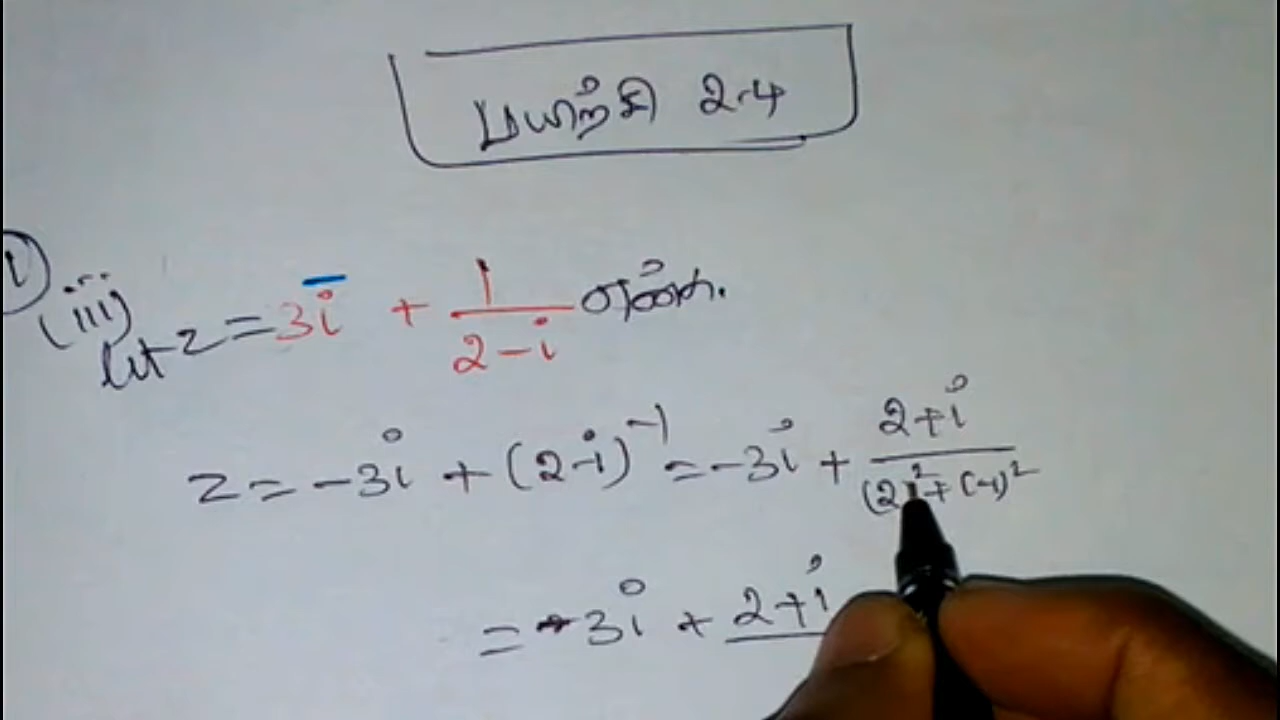 பயிற்சி 2.4
1 (iii) let z = 3i̅ + 1/(2-i) என்க.
z = -3i + (2-i)⁻¹ = -3i + (2+i)/((2)²+(-1)²)
= -3i + 2+i